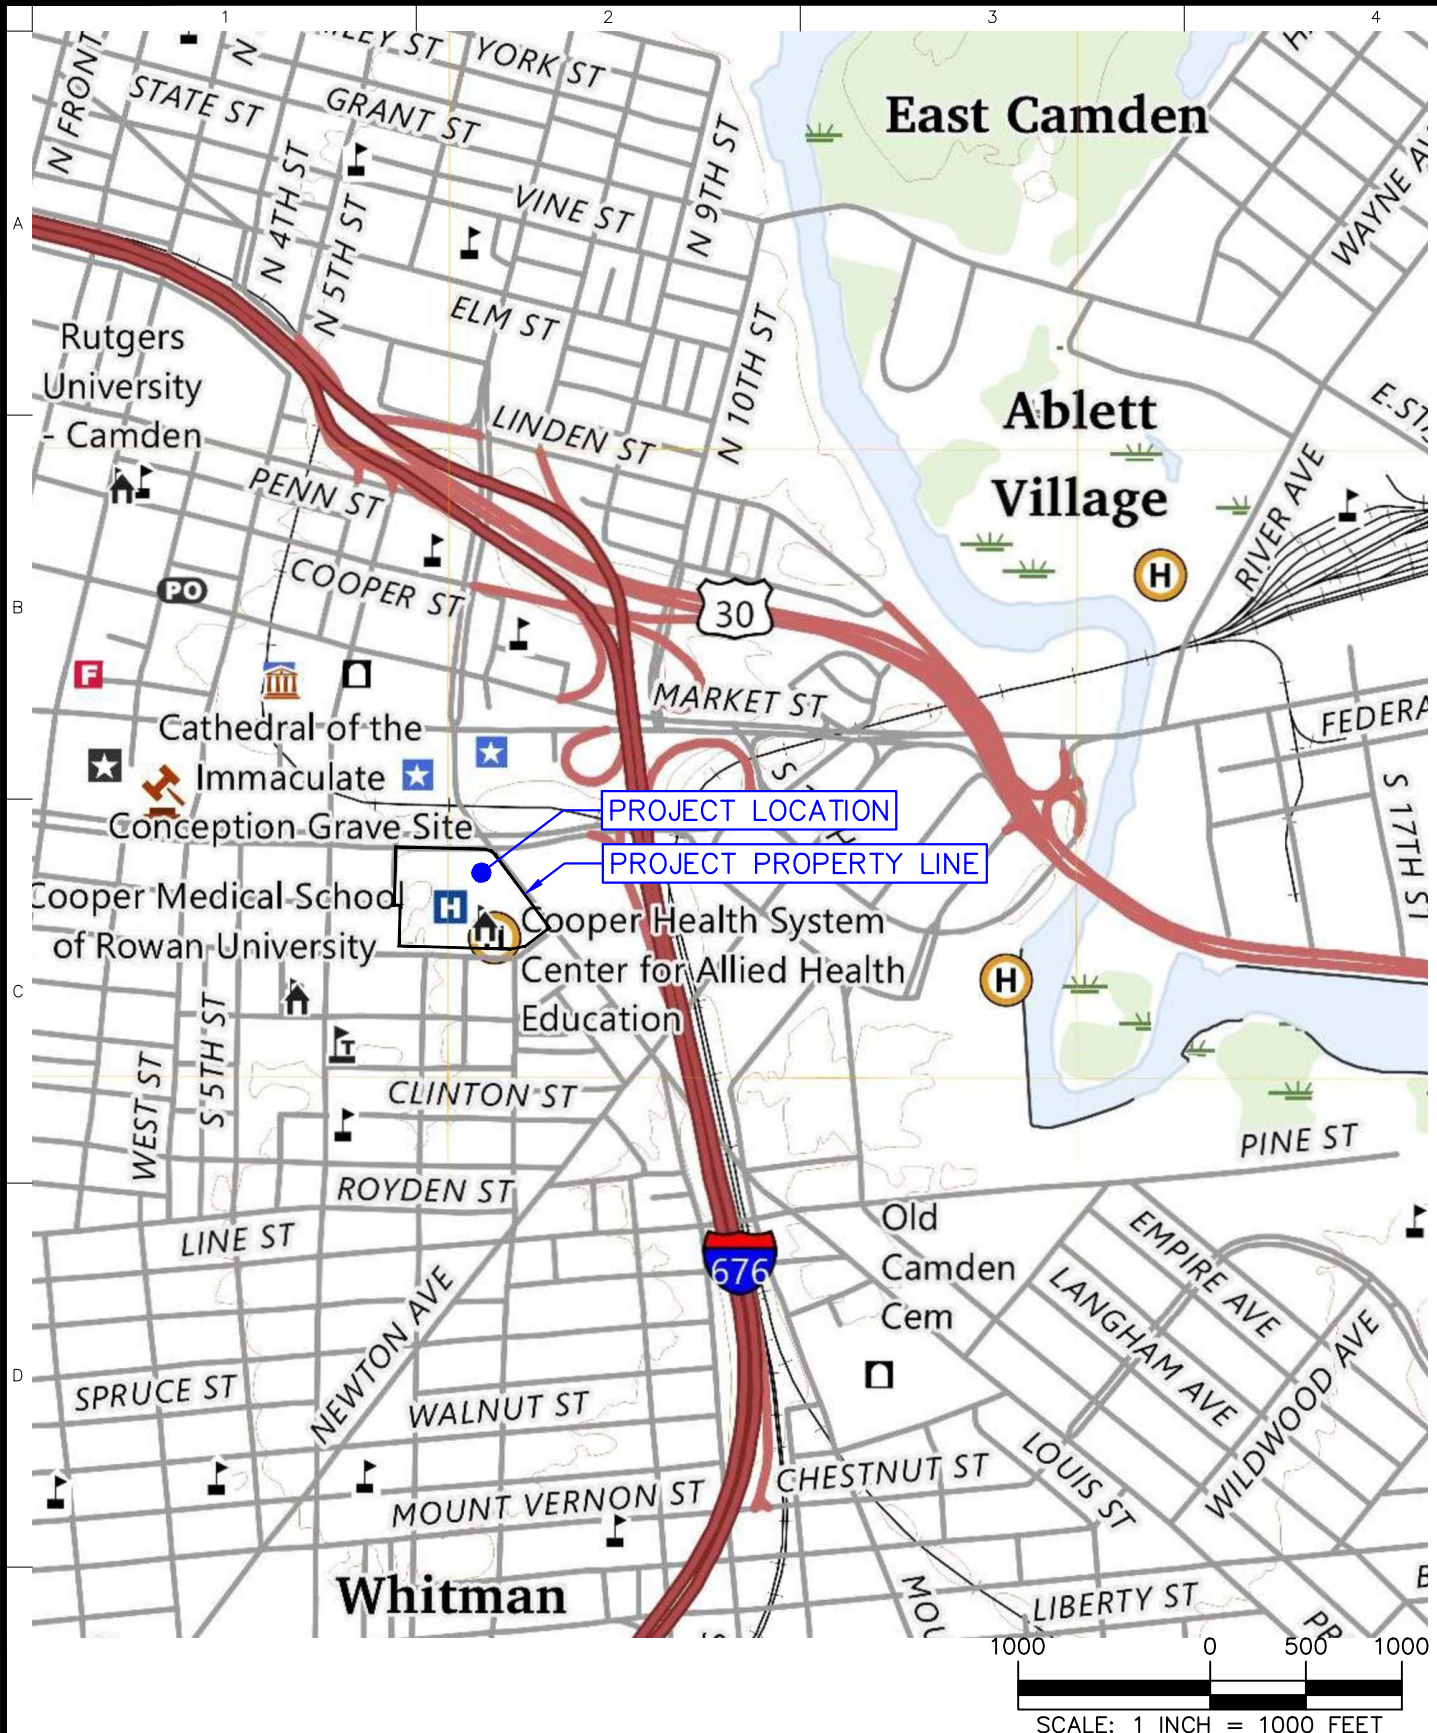 1 2 3 4
A
B
C
D
YORK ST
STATE ST
GRANT ST
N FRONT
N 4TH ST
N 5TH ST
VINE ST
N 9TH ST
East Camden
WAYNE
ELM ST
N 10TH ST
Rutgers
University
- Camden
LINDEN ST
Ablett
Village
E ST
PENN ST
RIVER AVE
COOPER ST
PO
30
H
F
MARKET ST
FEDERA
Cathedral of the
Immaculate
Conception Grave Site
S 17TH ST
PROJECT LOCATION
PROJECT PROPERTY LINE
Cooper Medical School
of Rowan University
H
Cooper Health System
Center for Allied Health
Education
H
T
WEST ST
S 5TH ST
CLINTON ST
PINE ST
ROYDEN ST
LINE ST
Old
Camden
Cem
676
EMPIRE AVE
LANGHAM AVE
WILDWOOD AVE
NEWTON AVE
SPRUCE ST
WALNUT ST
LOUIS ST
CHESTNUT ST
MOUNT VERNON ST
Whitman
LIBERTY ST
MOU
1000 0 500 1000
SCALE: 1 INCH = 1000 FEET